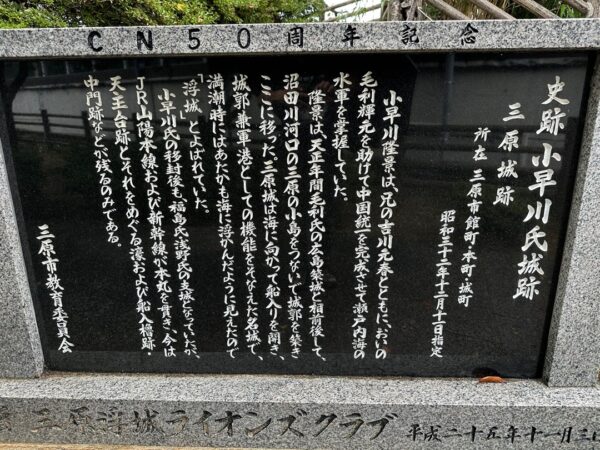 CN50周年記念
史跡 小早川氏城跡
三原城跡
所在 三原市館町・本町・城町
昭和三十二年十二月十一日指定
小早川隆景は、兄の吉川元春とともに、おいの
毛利輝元を助けて中国統一を完成させて瀬戸内海の
水軍を掌握していた。
隆景は、天正年間毛利氏の広島築城と相前後して、
沼田川河口の三原の小島をつないで城郭を築き
ここに移った。三原城は海に向かって船入りを開き、
城郭兼軍港としての機能をそなえた名城で、
満潮時にはあたかも海に浮かんだように見えたので
「浮城」とよばれていた。
小早川氏の移封後も、福島氏、浅野氏の支城となっていたが、
JR山陽本線および新幹線が本丸を貫き、今は
天主台跡とそれをめぐる濠および船入櫓跡・
中門跡などが残るのみである。
三原市教育委員会
三原浮城ライオンズクラブ
平成二十五年十一月三